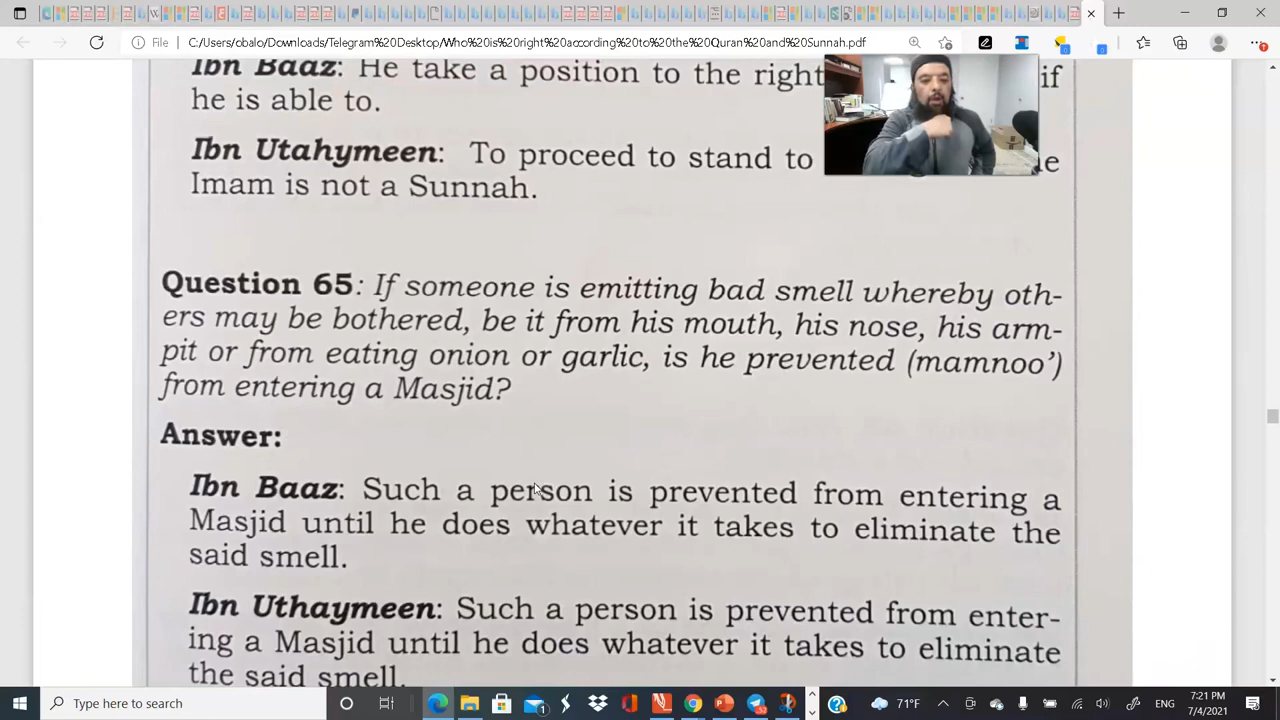 File
C:/Users/obalo/Downloads/Telegram%20Desktop/Who%20is%20right%20according%20to%20the%20Quran%20and%20Sunnah.pdf
Ibn Baaz: He take a position to the right if
he is able to.
Ibn Utahymeen: To proceed to stand to
Imam is not a Sunnah.
Question 65: If someone is emitting bad smell whereby oth-
ers may be bothered, be it from his mouth, his nose, his arm-
pit or from eating onion or garlic, is he prevented (mamnoo’)
from entering a Masjid?
Answer:
Ibn Baaz: Such a person is prevented from entering a
Masjid until he does whatever it takes to eliminate the
said smell.
Ibn Uthaymeen: Such a person is prevented from enter-
ing a Masjid until he does whatever it takes to eliminate
the said smell.
Type here to search
71°F
ENG
7:21 PM
7/4/2021